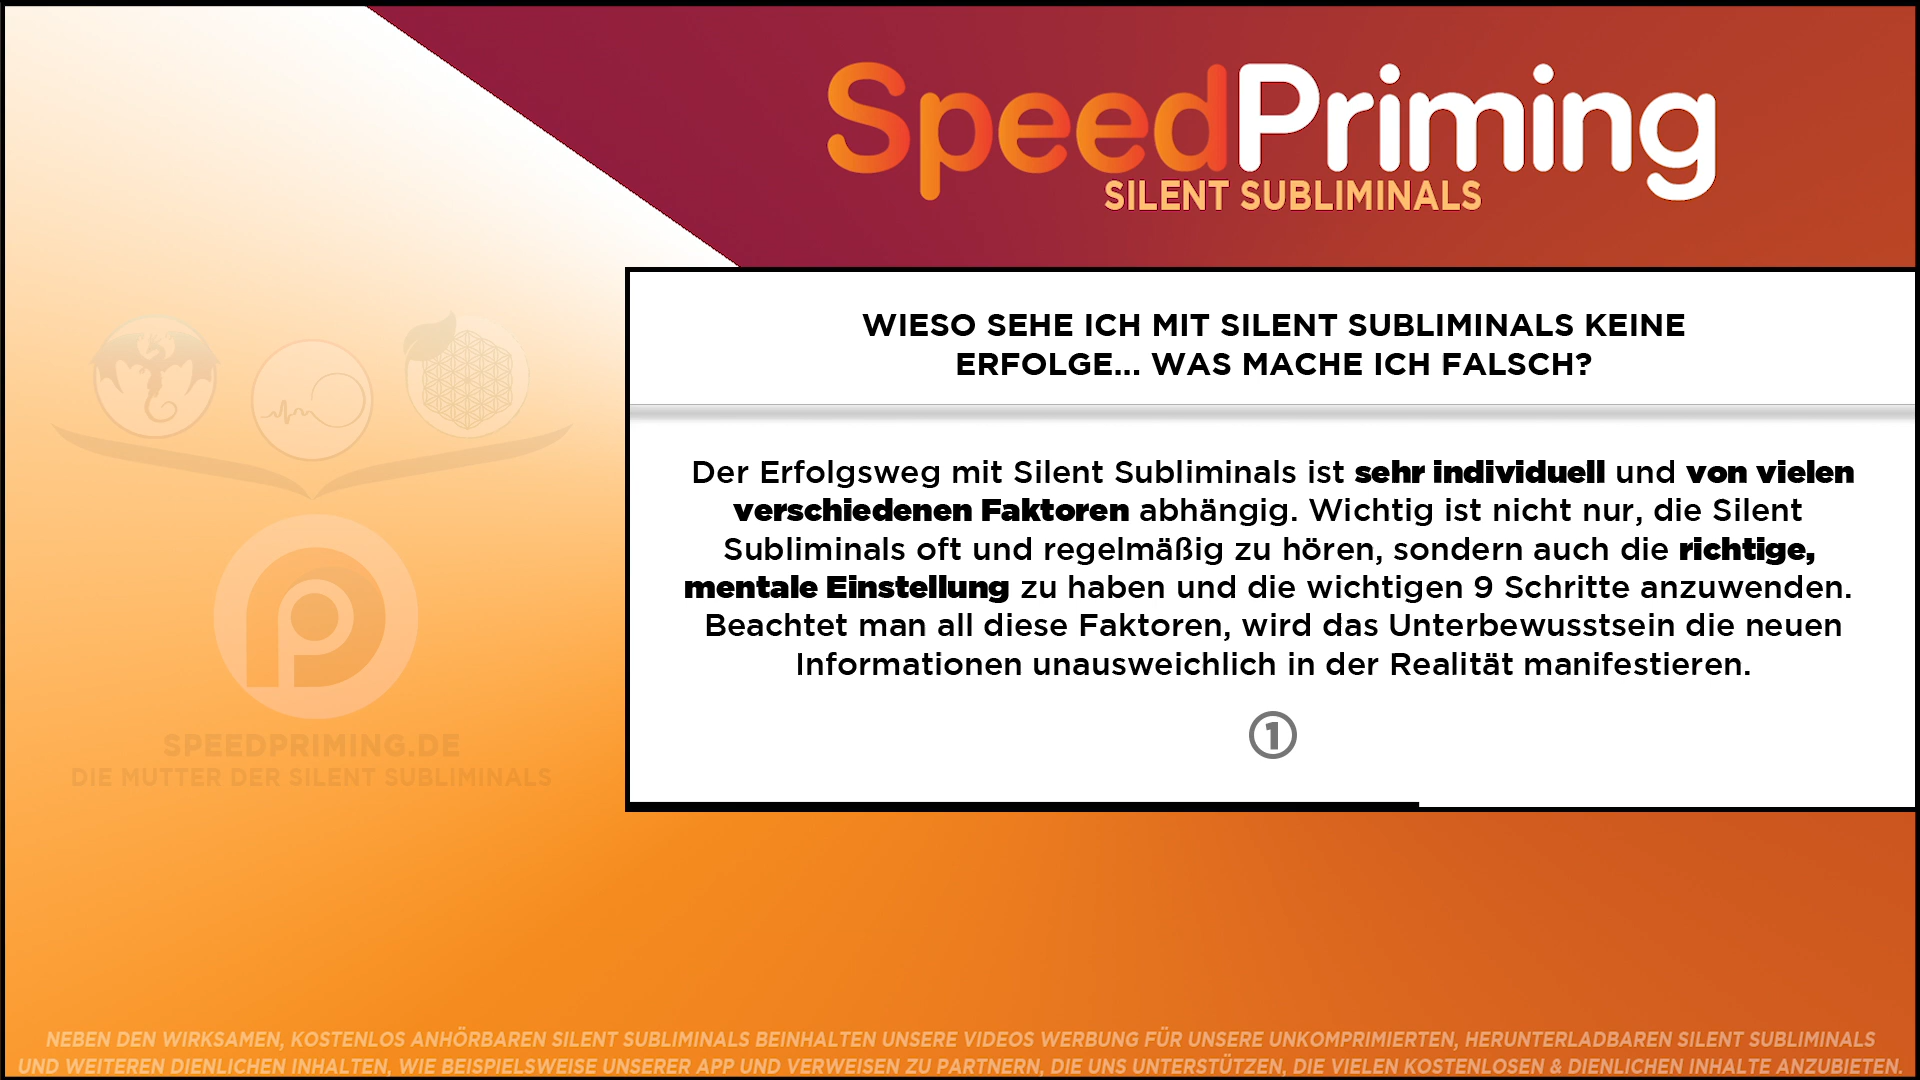 SpeedPriming
SILENT SUBLIMINALS
WIESO SEHE ICH MIT SILENT SUBLIMINALS KEINE
ERFOLGE... WAS MACHE ICH FALSCH?
Der Erfolgsweg mit Silent Subliminals ist sehr individuell und von vielen
verschiedenen Faktoren abhängig. Wichtig ist nicht nur, die Silent
Subliminals oft und regelmäßig zu hören, sondern auch die richtige,
mentale Einstellung zu haben und die wichtigen 9 Schritte anzuwenden.
Beachtet man all diese Faktoren, wird das Unterbewusstsein die neuen
Informationen unausweichlich in der Realität manifestieren.
①
SPEEDPRIMING.DE
DIE MUTTER DER SILENT SUBLIMINALS
NEBEN DEN WIRKSAMEN, KOSTENLOS ANHÖRBAREN SILENT SUBLIMINALS BEINHALTEN UNSERE VIDEOS WERBUNG FÜR UNSERE UNKOMPRIMIERTEN, HERUNTERLADBAREN SILENT SUBLIMINALS
UND WEITEREN DIENLICHEN INHALTEN, WIE BEISPIELSWEISE UNSERER APP UND VERWEISEN ZU PARTNERN, DIE UNS UNTERSTÜTZEN, DIE VIELEN KOSTENLOSEN & DIENLICHEN INHALTE ANZUBIETEN.